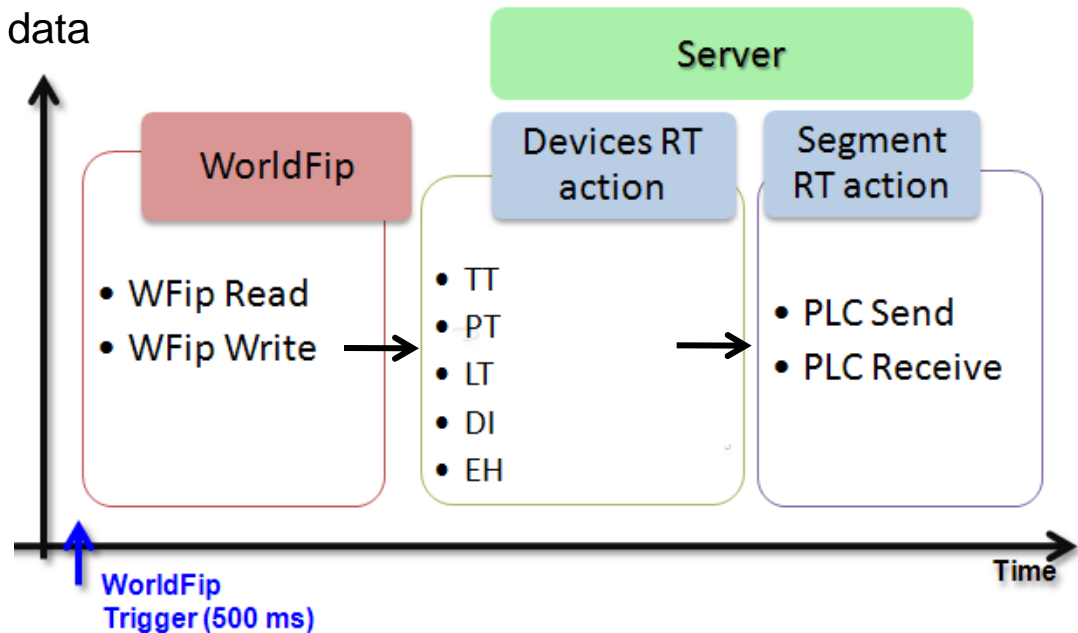 data
Server
WorldFip
Devices RT
action
Segment
RT action
• WFip Read
• WFip Write
• TT
• PT
• LT
• DI
• EH
• PLC Send
• PLC Receive
Time
WorldFip
Trigger (500 ms)